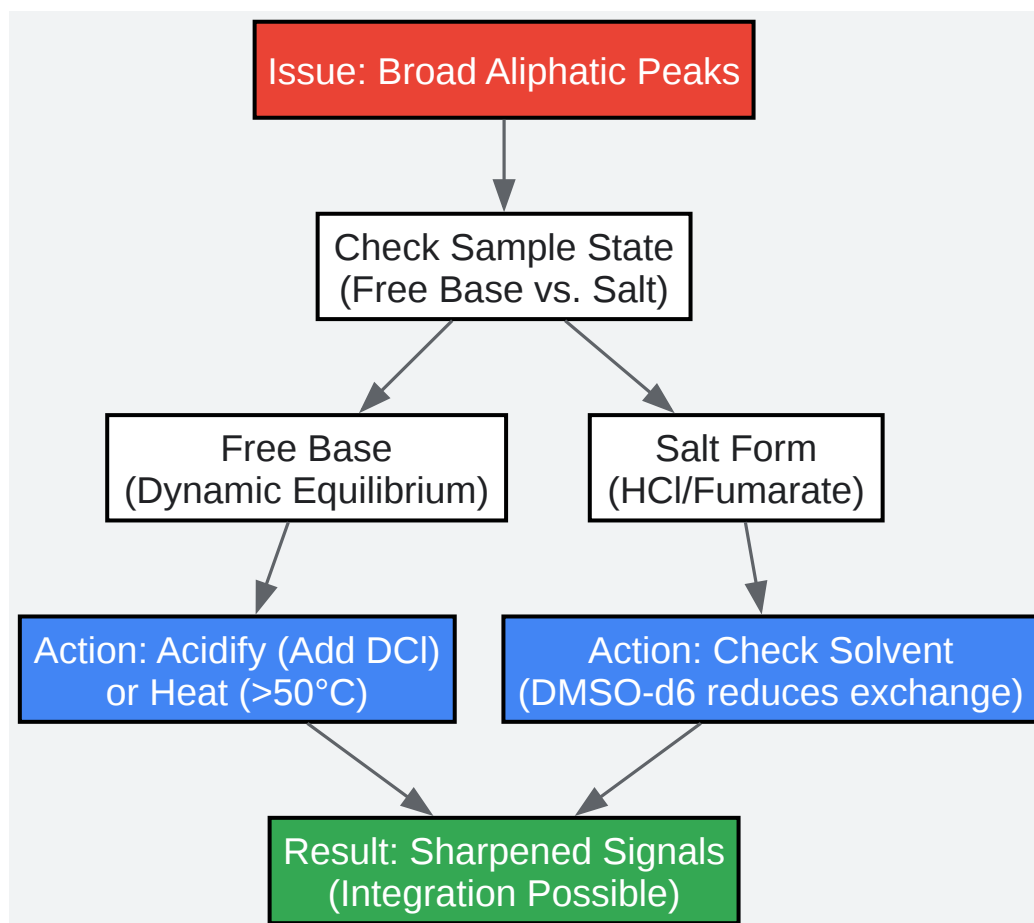 Issue: Broad Aliphatic Peaks
Check Sample State
(Free Base vs. Salt)
Free Base
(Dynamic Equilibrium)
Salt Form
(HCl/Fumarate)
Action: Acidify (Add DCl)
or Heat (>50°C)
Action: Check Solvent
(DMSO-d6 reduces exchange)
Result: Sharpened Signals
(Integration Possible)